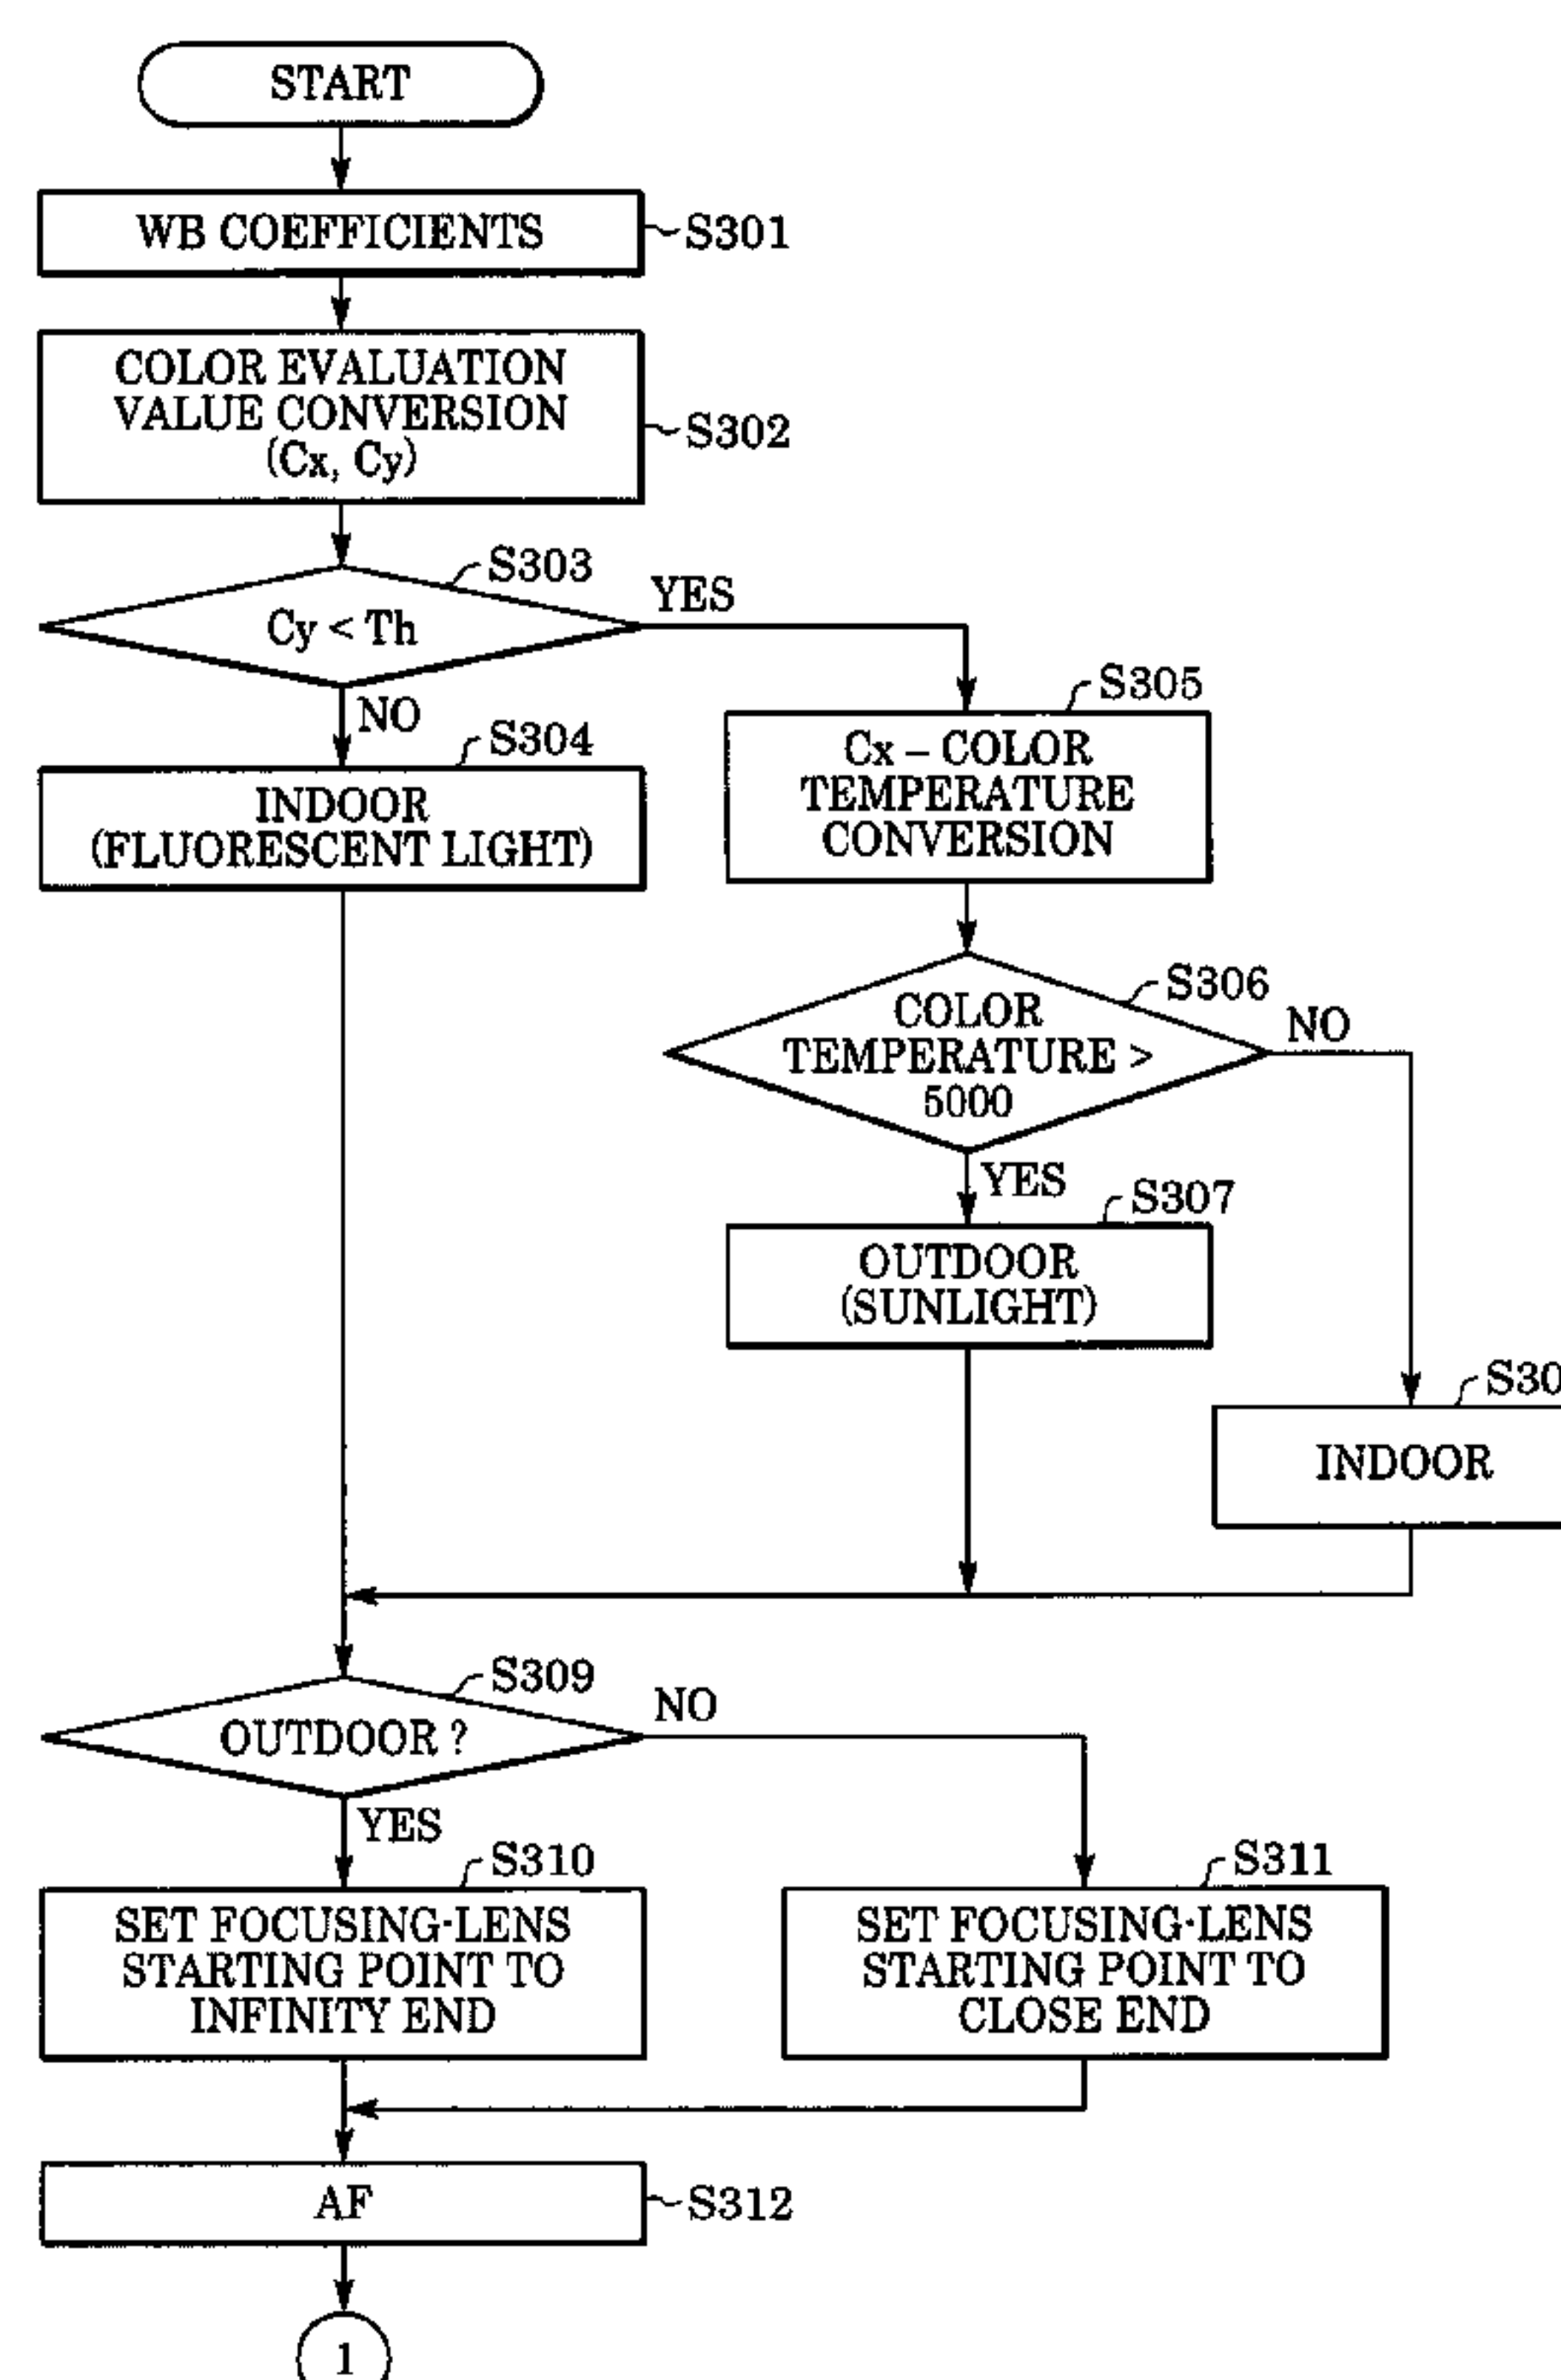 START
WB COEFFICIENTS
S301
COLOR EVALUATION
VALUE CONVERSION
(Cx, Cy)
S302
S303
Cy < Th
YES
NO
S304
INDOOR
(FLUORESCENT LIGHT)
S305
Cx – COLOR
TEMPERATURE
CONVERSION
S306
COLOR
TEMPERATURE >
5000
NO
YES
S307
OUTDOOR
(SUNLIGHT)
S30
INDOOR
S309
OUTDOOR ?
NO
YES
S310
SET FOCUSING-LENS
STARTING POINT TO
INFINITY END
S311
SET FOCUSING-LENS
STARTING POINT TO
CLOSE END
AF
S312
1